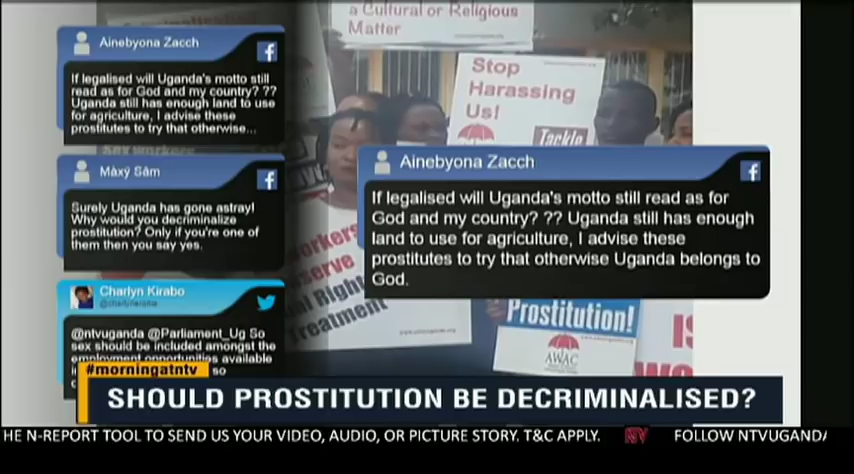 a Cultural or Religious
Matter
Stop
Harassing
Us!
Tackle
Ainebyona Zacch
If legalised will Uganda's motto still
read as for God and my country? ??
Uganda still has enough land to use
for agriculture, I advise these
prostitutes to try that otherwise...
Màxý Sâm
Surely Uganda has gone astray!
Why would you decriminalize
prostitution? Only if you're one of
them then you say yes.
Charlyn Kirabo
@ntvuganda @Parliament_Ug So
sex should be included amongst the
employment opportunities available
so
Ainebyona Zacch
If legalised will Uganda's motto still read as for
God and my country? ?? Uganda still has enough
land to use for agriculture, I advise these
prostitutes to try that otherwise Uganda belongs to
God.
Treatment
Prostitution!
AWAC
#morningatntv
SHOULD PROSTITUTION BE DECRIMINALISED?
HE N-REPORT TOOL TO SEND US YOUR VIDEO, AUDIO, OR PICTURE STORY. T&C APPLY. NTV FOLLOW NTVUGANDA